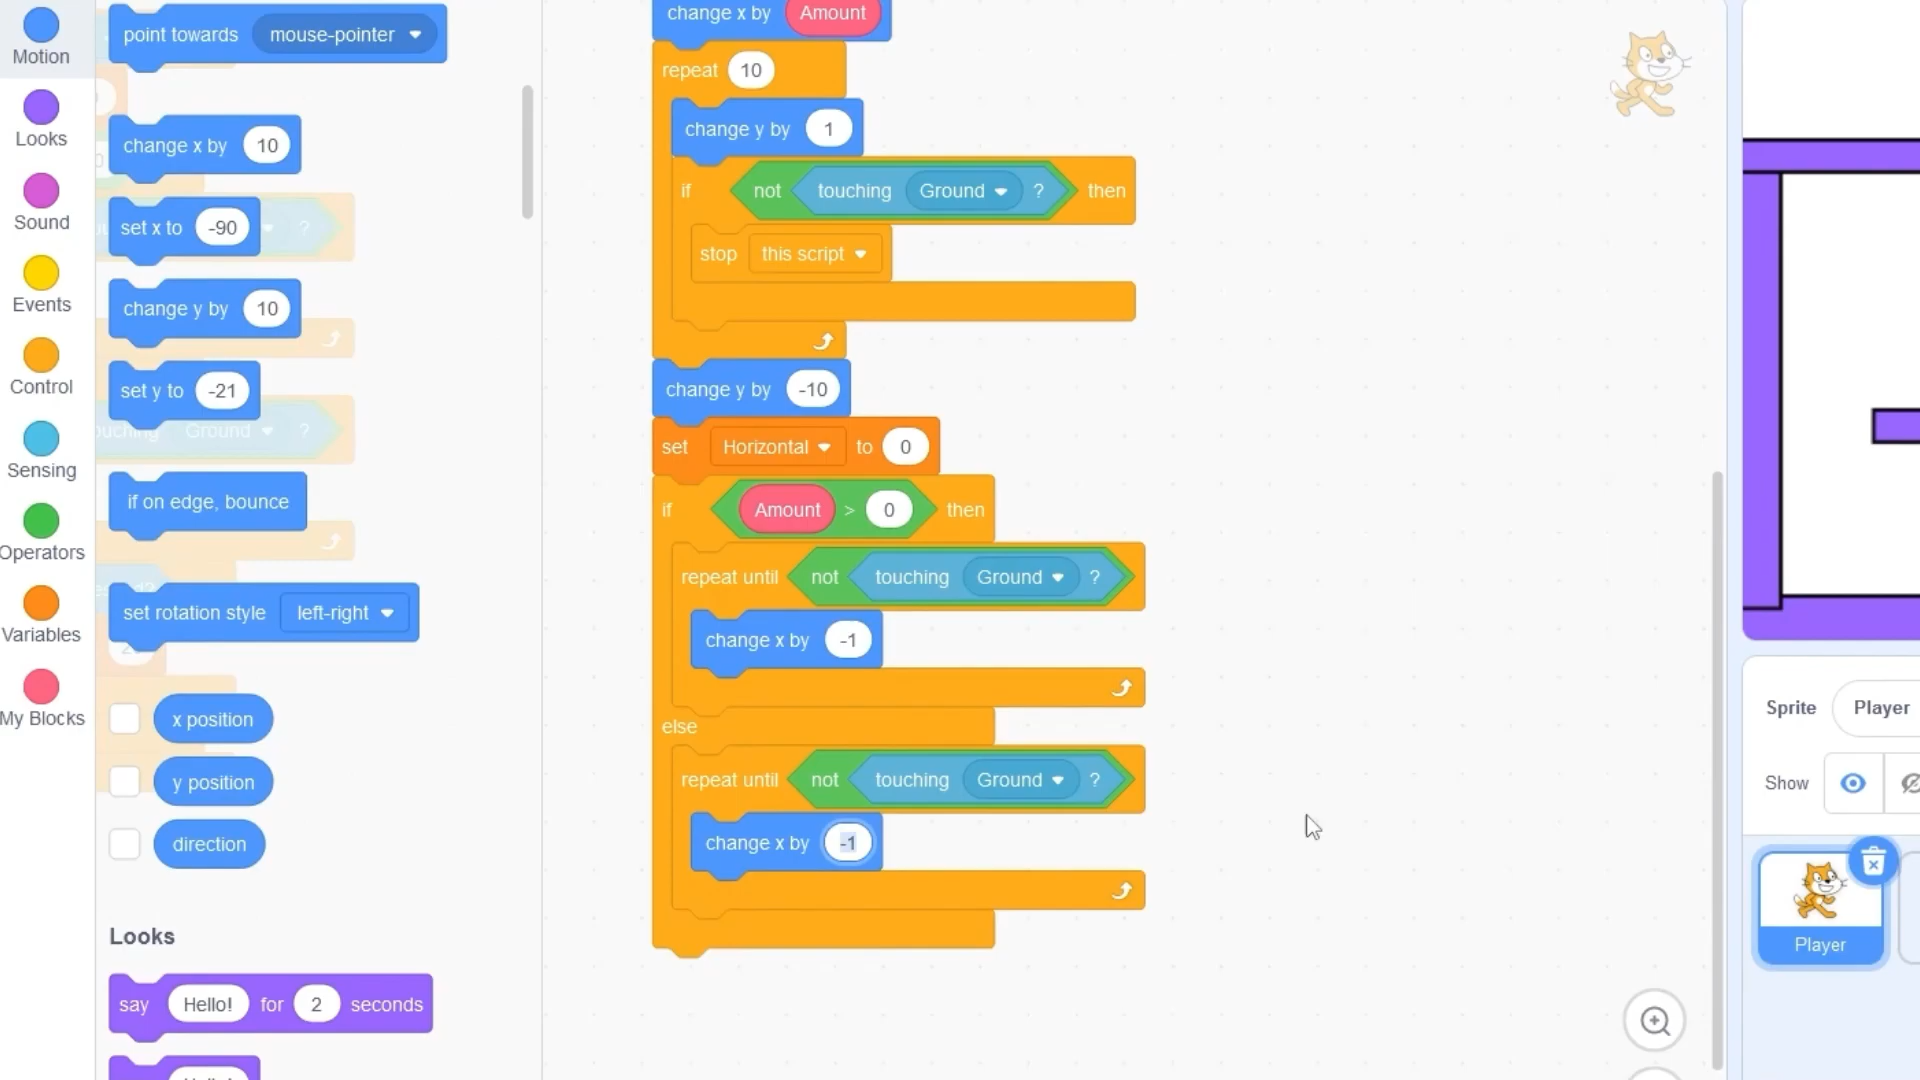 Motion
Looks
Sound
Events
Control
Sensing
Operators
Variables
My Blocks
point towards mouse-pointer
change x by 10
set x to -90
change y by 10
set y to -21
Ground ?
if on edge, bounce
set rotation style left-right
x position
y position
direction
Looks
say Hello! for 2 seconds
change x by Amount
repeat 10
change y by 1
if not touching Ground ? then
stop this script
change y by -10
set Horizontal to 0
if Amount > 0 then
repeat until not touching Ground ?
change x by -1
else
repeat until not touching Ground ?
change x by -1
Sprite Player
Show
Player